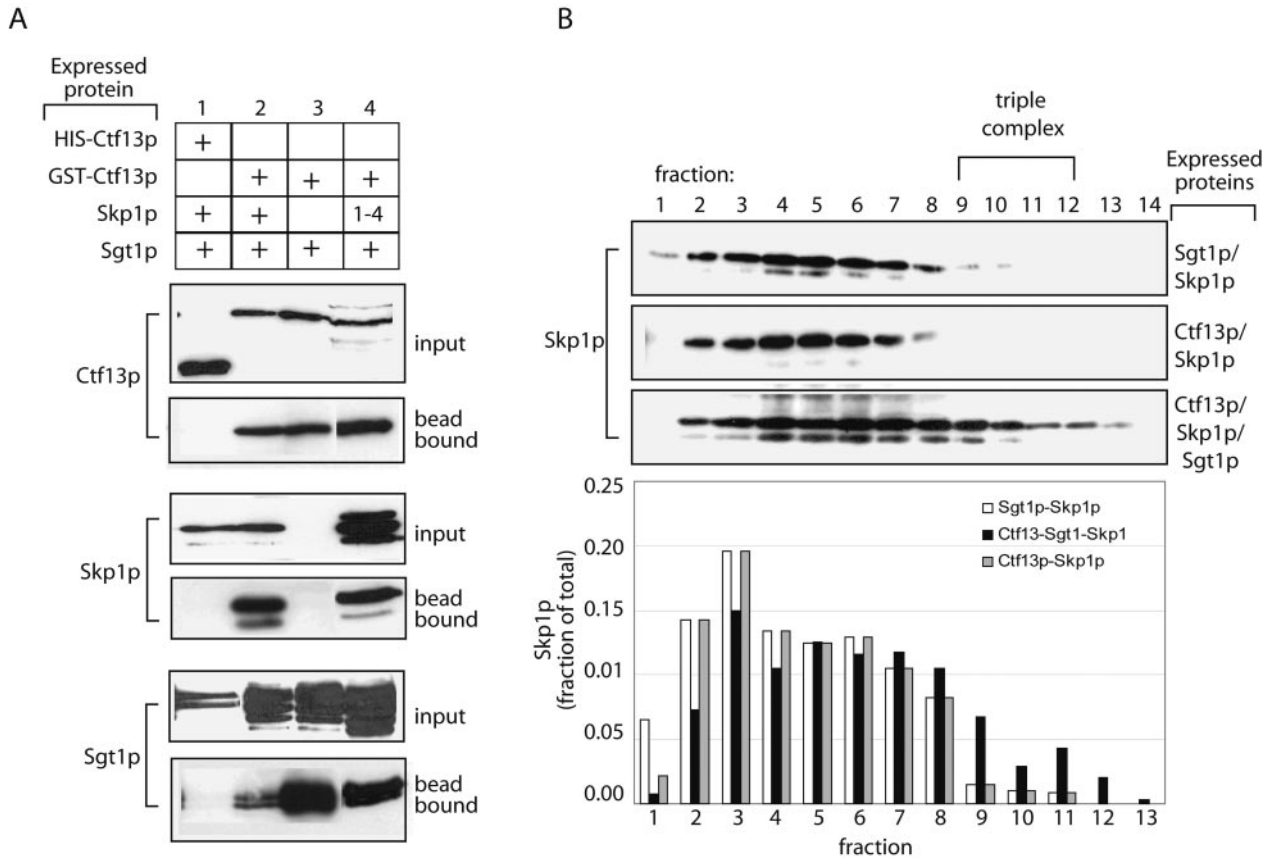 A
Expressed
protein
1 2 3 4
HIS-Ctf13p +
GST-Ctf13p + + +
Skp1p + + 1-4
Sgt1p + + + +
Ctf13p
input
bead
bound
Skp1p
input
bead
bound
Sgt1p
input
bead
bound
B
triple
complex
fraction:
1 2 3 4 5 6 7 8 9 10 11 12 13 14
Expressed
proteins
Skp1p
Sgt1p/
Skp1p
Ctf13p/
Skp1p
Ctf13p/
Skp1p/
Sgt1p
Skp1p
(fraction of total)
0.25
0.20
0.15
0.01
0.05
0.00
Sgt1p-Skp1p
Ctf13-Sgt1-Skp1
Ctf13p-Skp1p
1 2 3 4 5 6 7 8 9 10 11 12 13
fraction